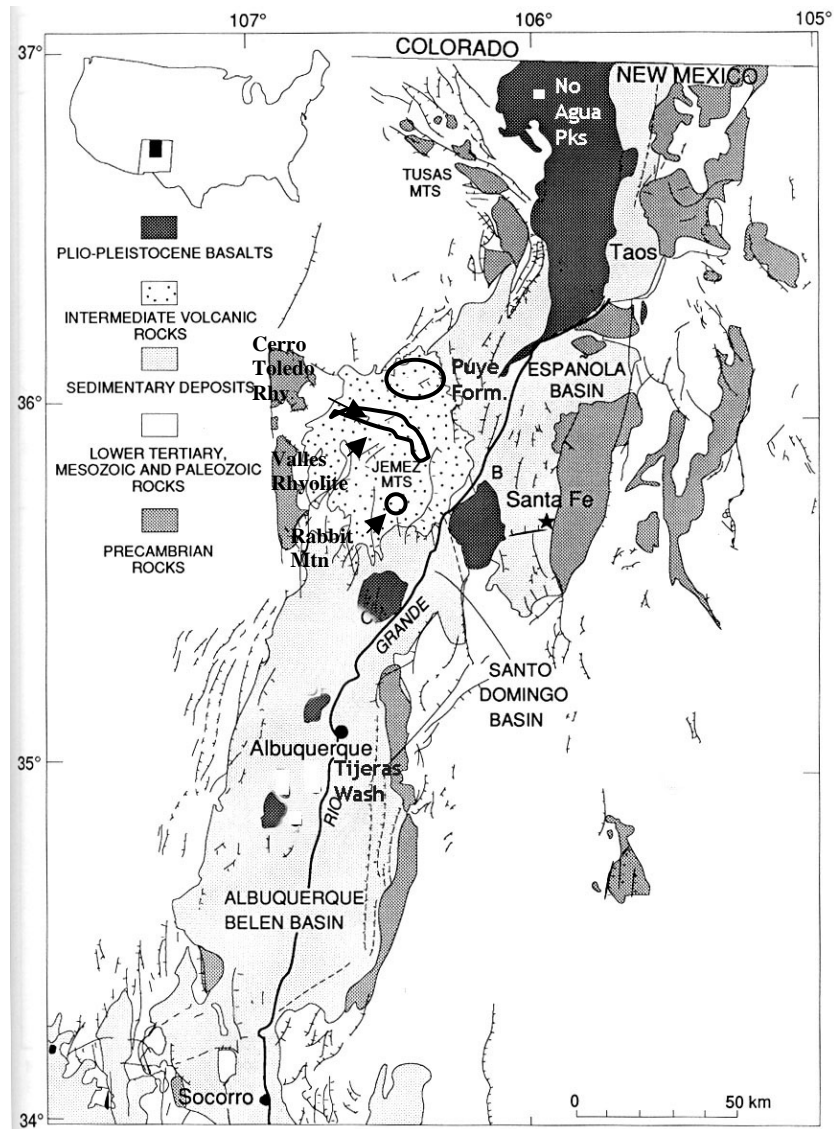 107°
106°
105°
37°
COLORADO
NEW MEXICO
No
Agua
Pks
TUSAS
MTS
PLIO-PLEISTOCENE BASALTS
Taos
INTERMEDIATE VOLCANIC
ROCKS
Cerro
Toledo
Rhy.
Puye
Form.
ESPANOLA
BASIN
SEDIMENTARY DEPOSITS
36°
LOWER TERTIARY,
MESOZOIC AND PALEOZOIC
ROCKS
Valles
Rhyolite
JEMEZ
MTS
B
Santa Fe
Rabbit
Mtn
PRECAMBRIAN
ROCKS
C
GRANDE
SANTO
DOMINGO
BASIN
35°
Albuquerque
Tijeras
Wash
RIO
ALBUQUERQUE
BELEN BASIN
Socorro
0 50 km
34°